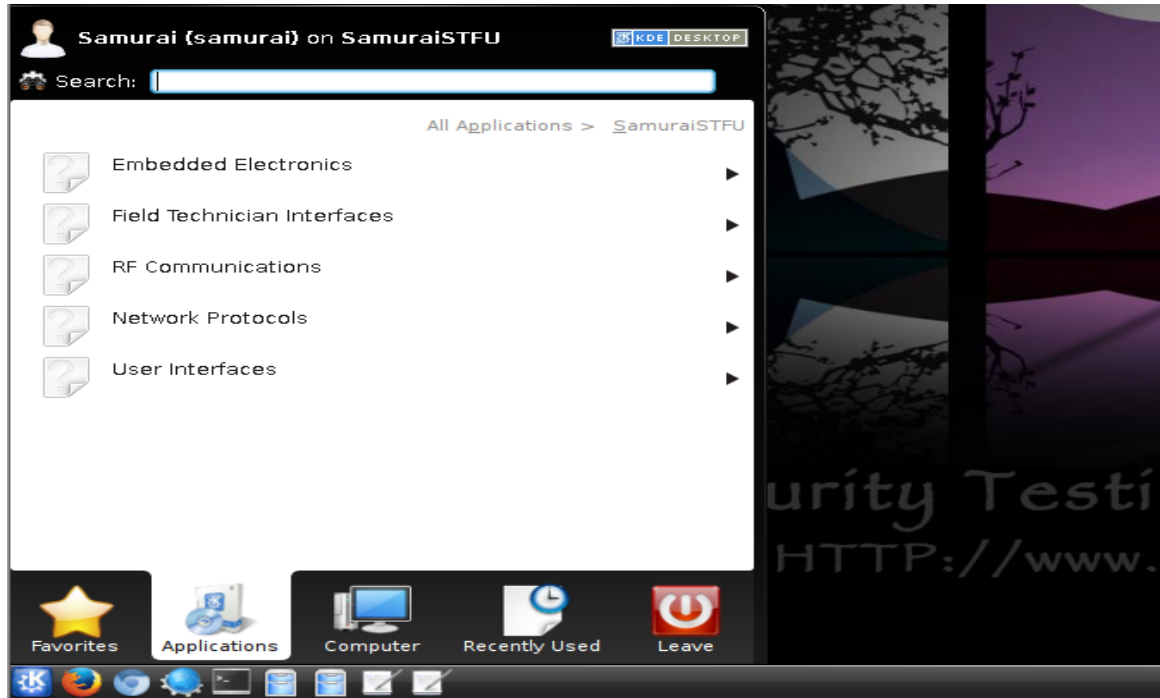 Samurai (samurai) on SamuraiSTFU
KDE DESKTOP
Search:
All Applications > SamuraiSTFU
Embedded Electronics
Field Technician Interfaces
RF Communications
Network Protocols
User Interfaces
urity Testi
HTTP://www.
Favorites
Applications
Computer
Recently Used
Leave